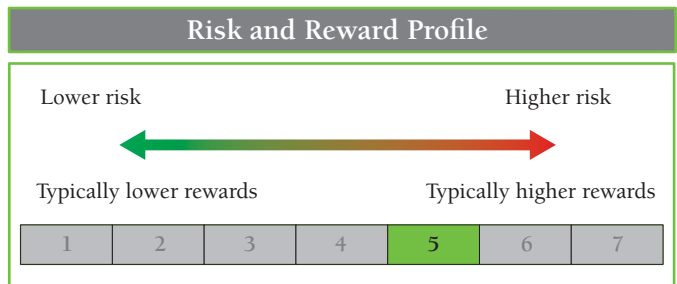 Risk and Reward Profile
Lower risk Higher risk
Typically lower rewards Typically higher rewards
1 2 3 4 5 6 7